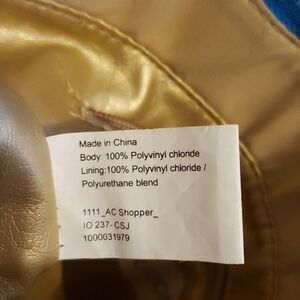 Made in China
Body: 100% Polyvinyl chloride
Lining:100% Polyvinyl chloride /
Polyurethane blend
1111_AC Shopper_
IO 237- CSJ
1000031979